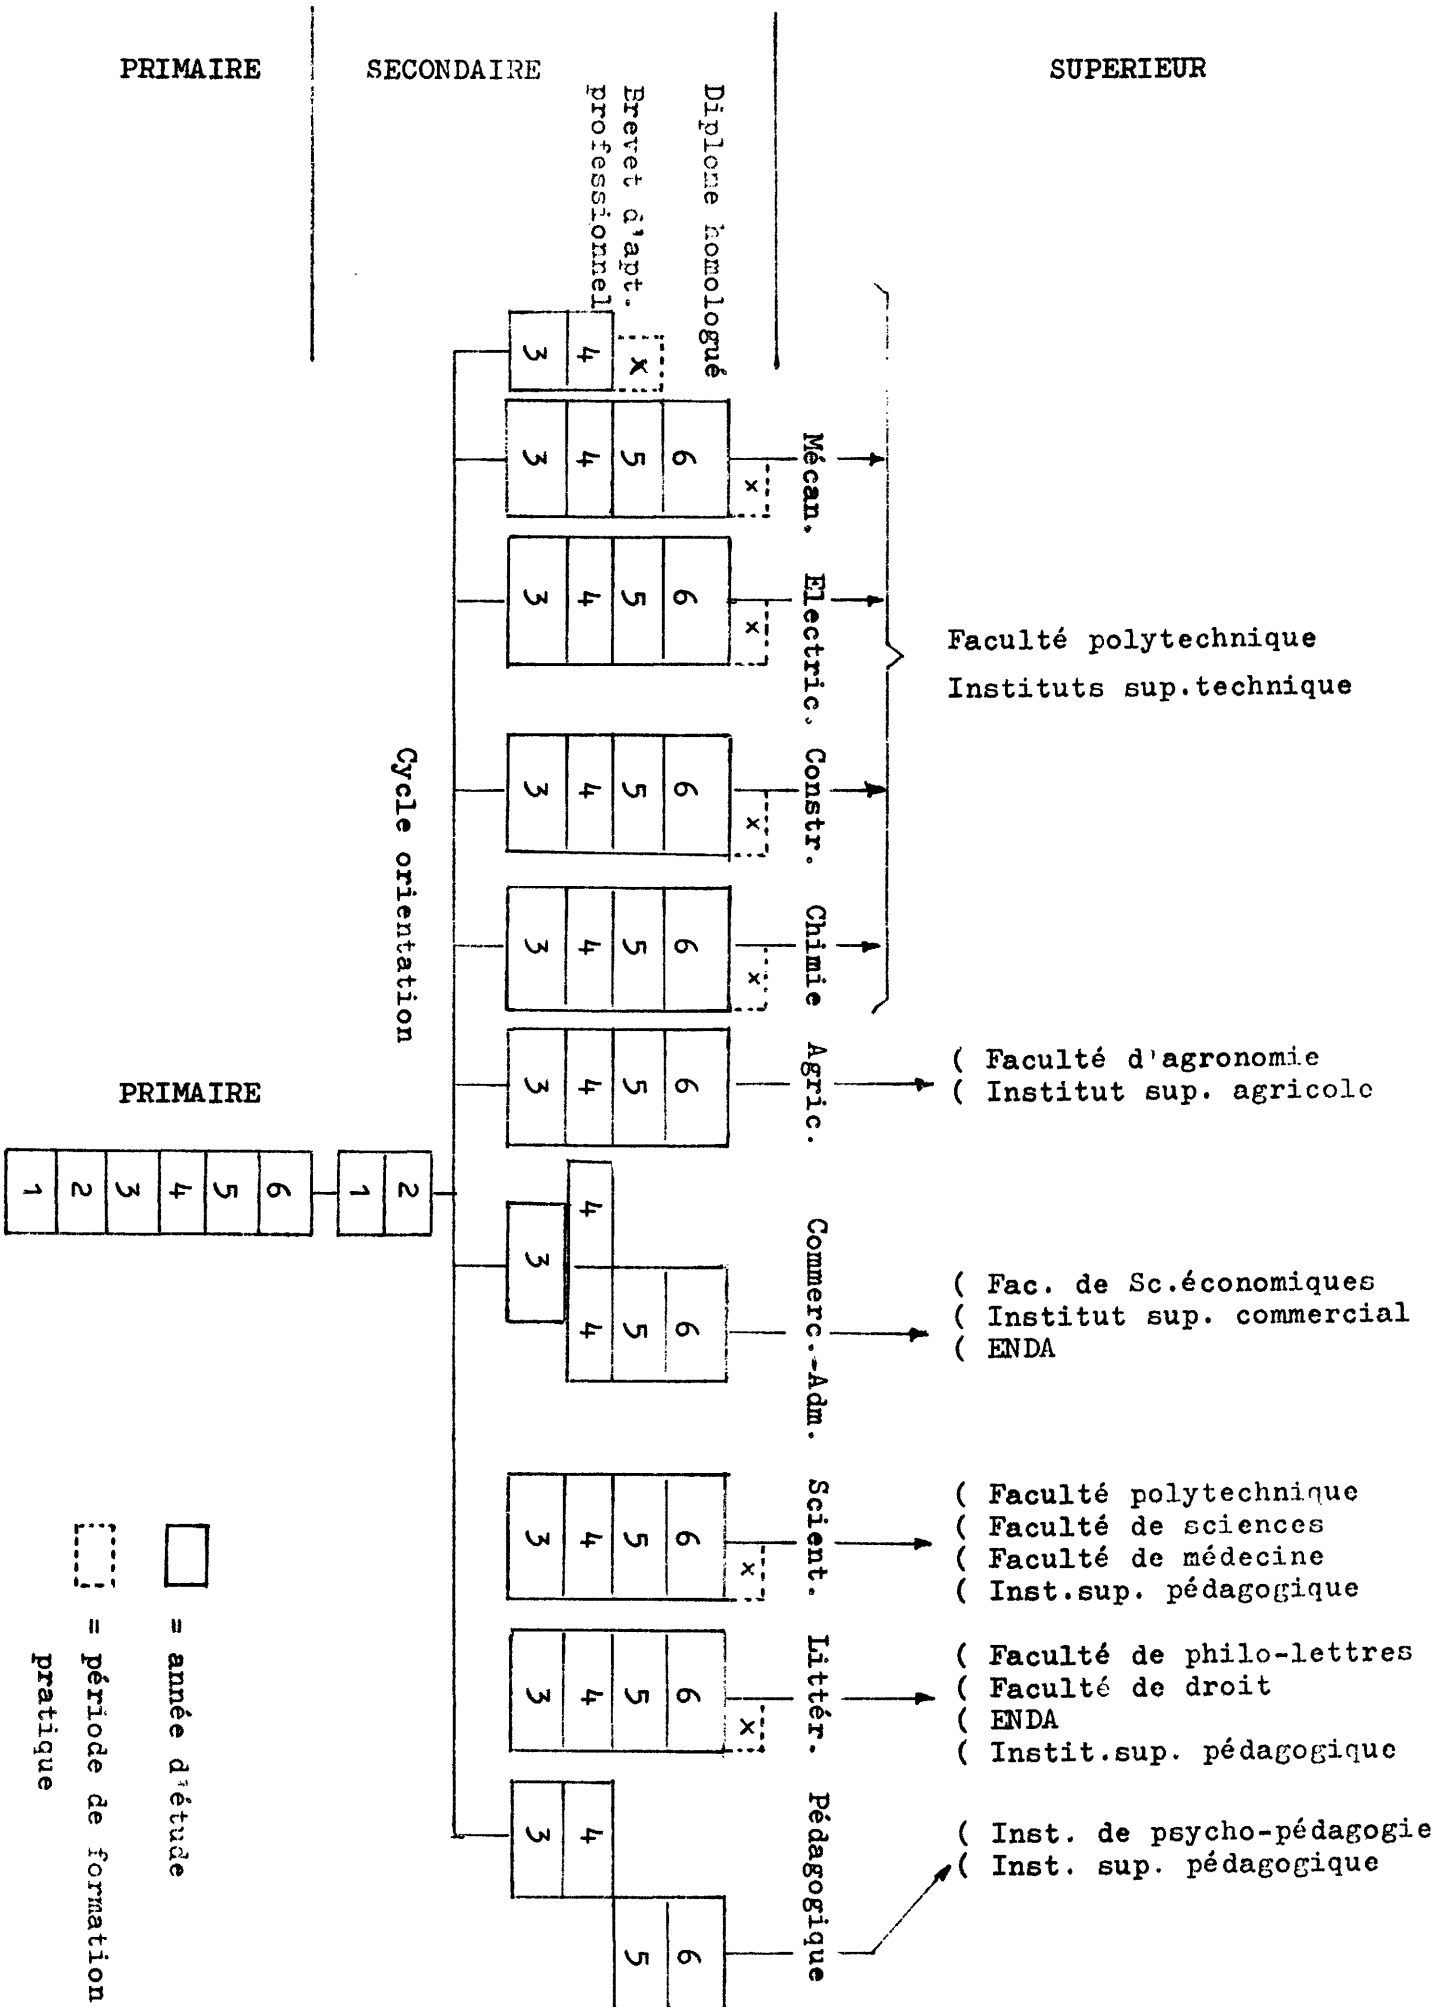 PRIMAIRE
SECONDAIRE
SUPERIEUR
Brevet d'apt.
professionnel
Diplome homologué
3 4 x
3 4 5 6 x
Mécan.
3 4 5 6 x
Electric.
3 4 5 6 x
Constr.
3 4 5 6 x
Chimie
Faculté polytechnique
Instituts sup.technique
3 4 5 6
Agric.
( Faculté d'agronomie
( Institut sup. agricole
Cycle orientation
PRIMAIRE
1 2 3 4 5 6
1 2
3 4
4 5 6
Commerc.-Adm.
( Fac. de Sc.économiques
( Institut sup. commercial
( ENDA
3 4 5 6 x
Scient.
( Faculté polytechnique
( Faculté de sciences
( Faculté de médecine
( Inst.sup. pédagogique
3 4 5 6 x
Littér.
( Faculté de philo-lettres
( Faculté de droit
( ENDA
( Instit.sup. pédagogique
3 4
5 6
Pédagogique
( Inst. de psycho-pédagogie
( Inst. sup. pédagogique
= année d'étude
= période de formation
pratique